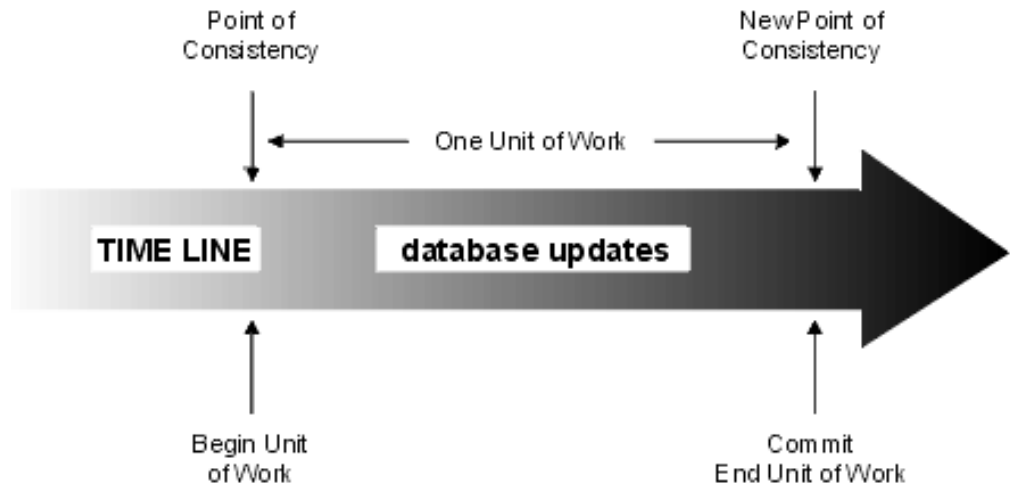 Point of
Consistency
New Point of
Consistency
One Unit of Work
TIME LINE
database updates
Begin Unit
of Work
Commit
End Unit of Work